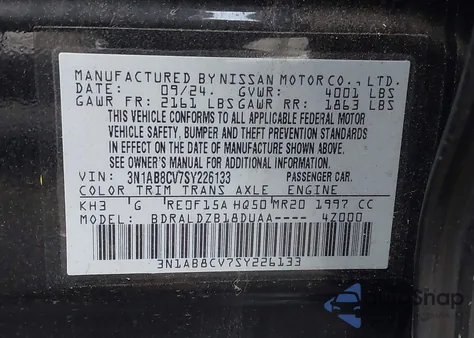 MANUFACTURED BY NISSAN MOTOR CO., LTD.
DATE: 09/24. GVWR: 4001 LBS
GAWR FR: 2161 LBS GAWR RR: 1863 LBS
THIS VEHICLE CONFORMS TO ALL APPLICABLE FEDERAL MOTOR
VEHICLE SAFETY, BUMPER AND THEFT PREVENTION STANDARDS
IN EFFECT ON THE DATE OF MANUFACTURE SHOWN ABOVE.
SEE OWNER'S MANUAL FOR ADDITIONAL INFORMATION.
VIN: 3N1AB8CV7SY226133 PASSENGER CAR.
COLOR TRIM TRANS AXLE ENGINE
KH3 G RE0F15A HQ50 MR20 1997 CC
MODEL: BDRALDZB18DUAA---- 4Z000
3N1AB8CV7SY226133
AutoSnap